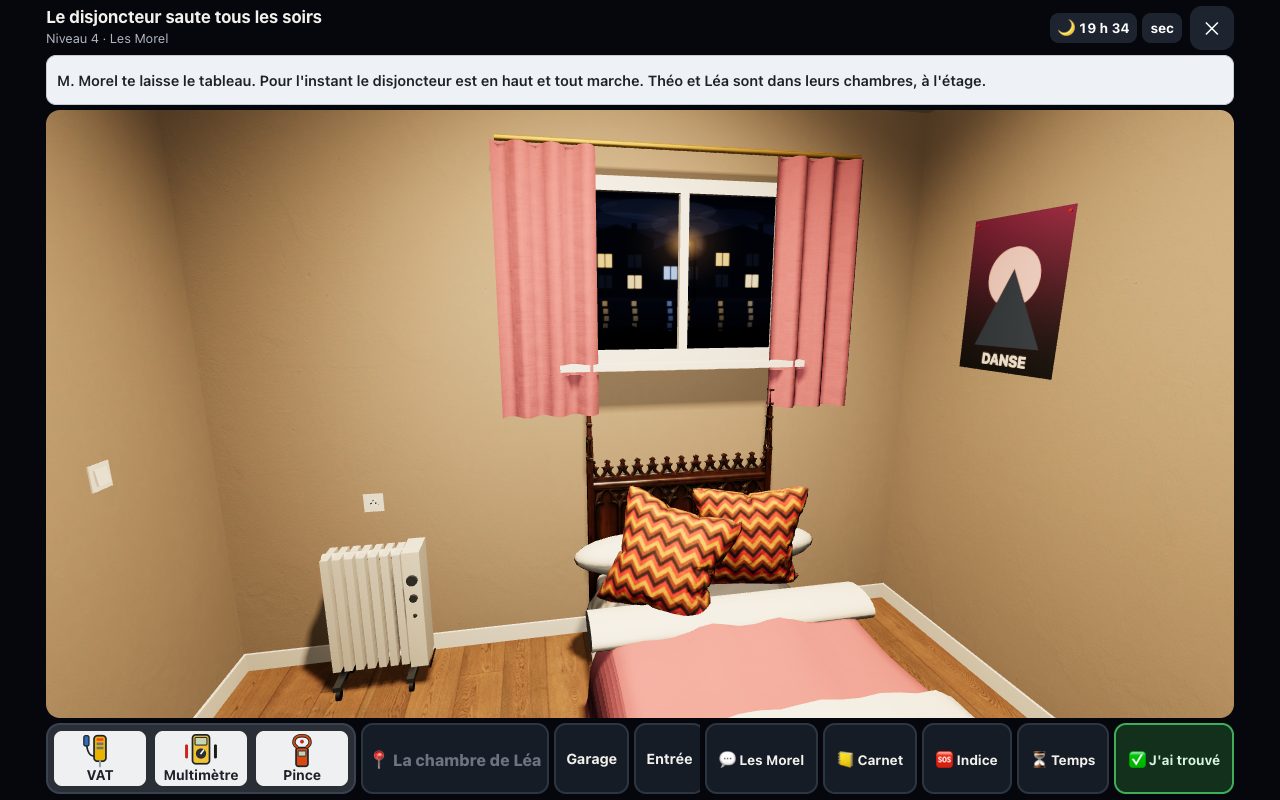 Le disjoncteur saute tous les soirs
Niveau 4 · Les Morel
🌙 19 h 34
sec
M. Morel te laisse le tableau. Pour l'instant le disjoncteur est en haut et tout marche. Théo et Léa sont dans leurs chambres, à l'étage.
DANSE
VAT
Multimètre
Pince
📍 La chambre de Léa
Garage
Entrée
💬 Les Morel
📒 Carnet
🆘 Indice
⏳ Temps
✅ J'ai trouvé